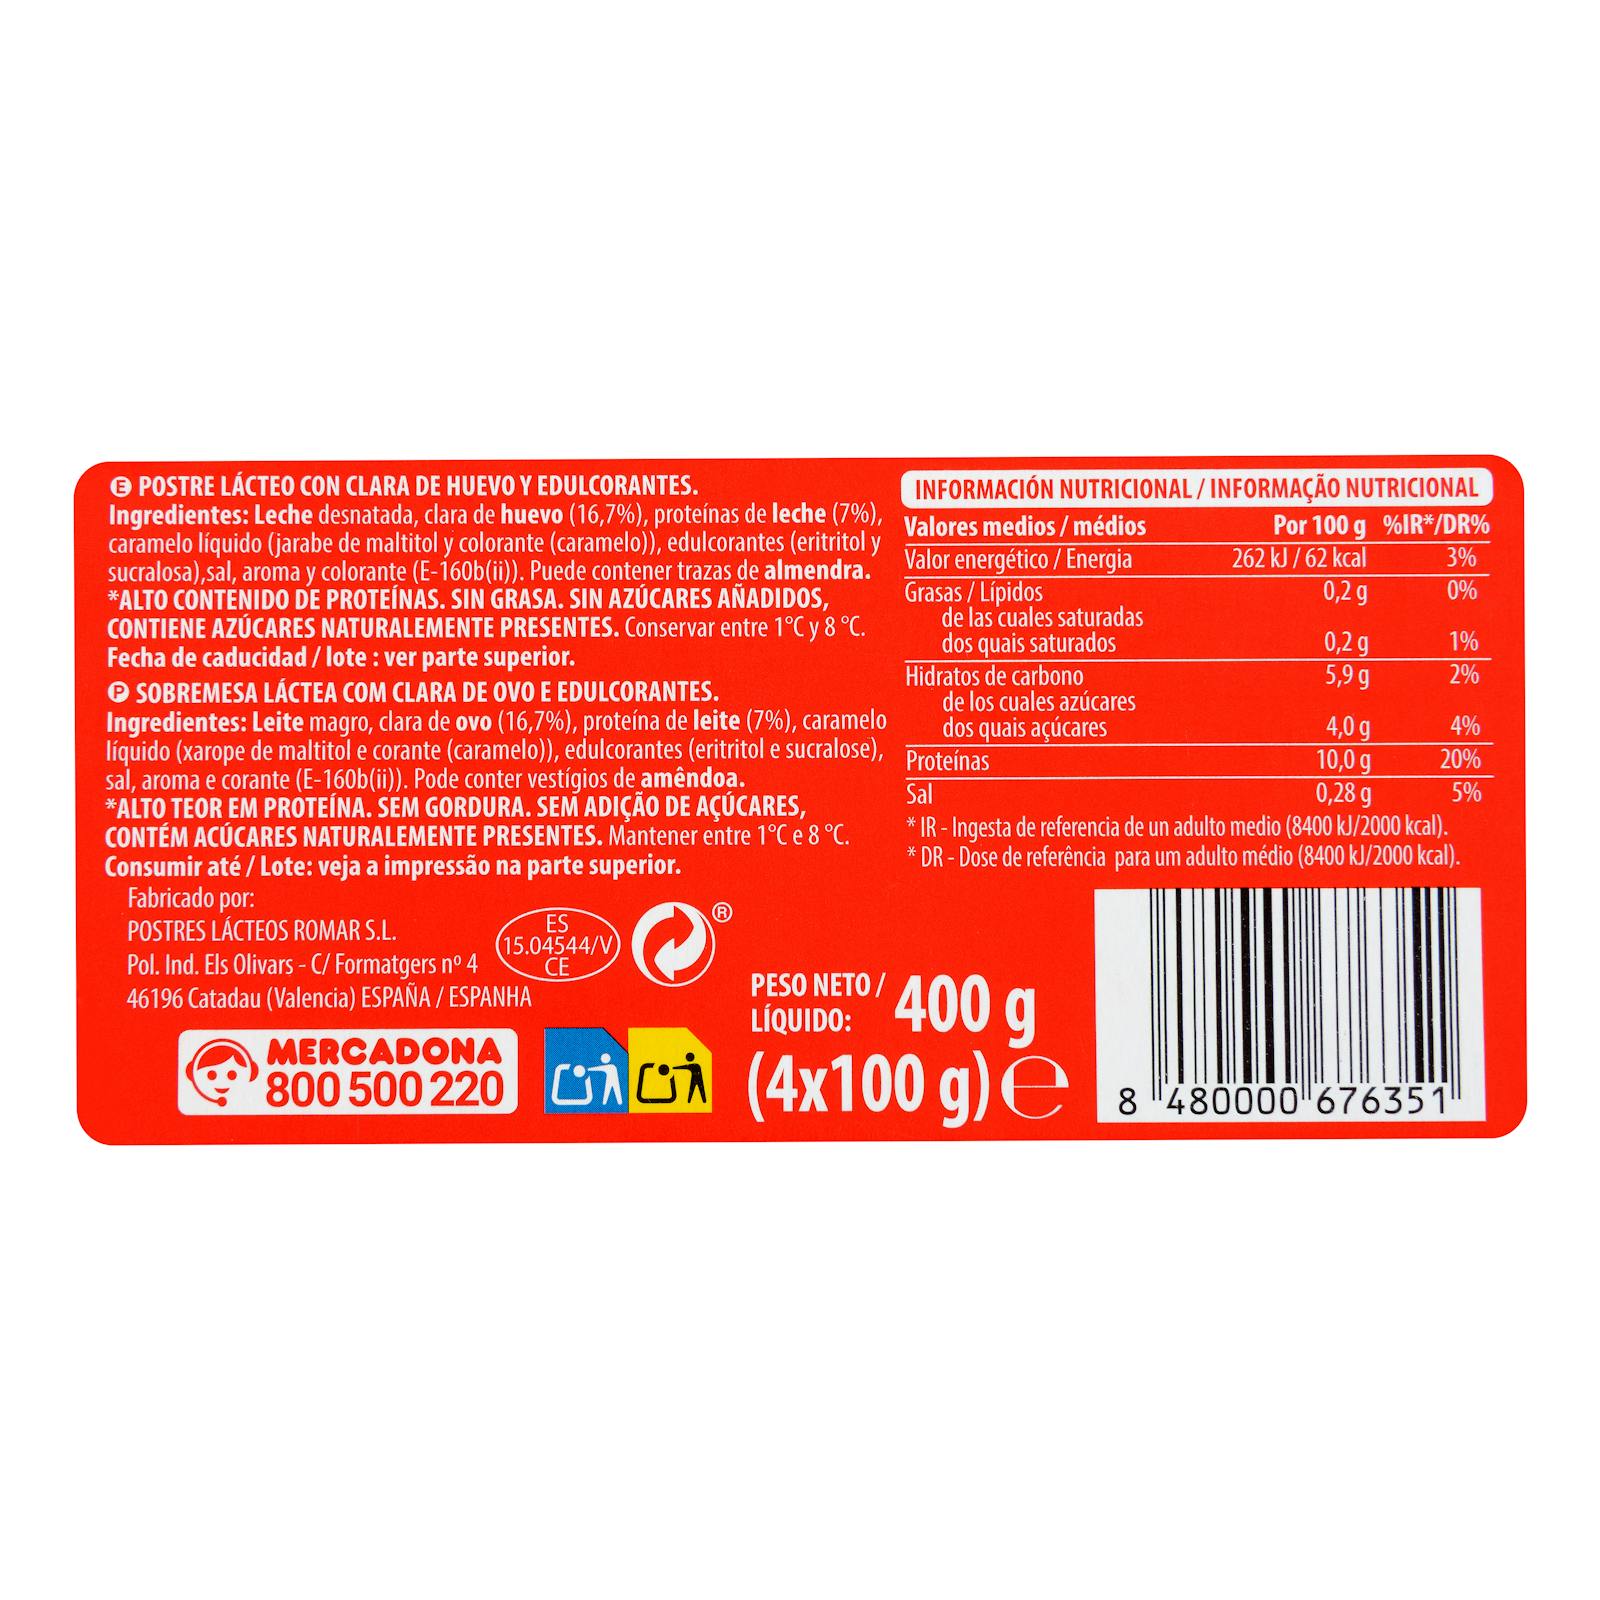 E POSTRE LÁCTEO CON CLARA DE HUEVO Y EDULCORANTES.
Ingredientes: Leche desnatada, clara de huevo (16,7%), proteínas de leche (7%),
caramelo líquido (jarabe de maltitol y colorante (caramelo)), edulcorantes (eritritol y
sucralosa),sal, aroma y colorante (E-160b(ii)). Puede contener trazas de almendra.
*ALTO CONTENIDO DE PROTEÍNAS. SIN GRASA. SIN AZÚCARES AÑADIDOS,
CONTIENE AZÚCARES NATURALMENTE PRESENTES. Conservar entre 1°C y 8 °C.
Fecha de caducidad / lote : ver parte superior.
P SOBREMESA LÁCTEA COM CLARA DE OVO E EDULCORANTES.
Ingredientes: Leite magro, clara de ovo (16,7%), proteína de leite (7%), caramelo
líquido (xarope de maltitol e corante (caramelo)), edulcorantes (eritritol e sucralose),
sal, aroma e corante (E-160b(ii)). Pode conter vestígios de amêndoa.
*ALTO TEOR EM PROTEÍNA. SEM GORDURA. SEM ADIÇÃO DE AÇÚCARES,
CONTÉM ACÚCARES NATURALMENTE PRESENTES. Mantener entre 1°C e 8 °C.
Consumir até / Lote: veja a impressão na parte superior.
Fabricado por:
POSTRES LÁCTEOS ROMAR S.L.
Pol. Ind. Els Olivars - C/ Formatgers nº 4
46196 Catadau (Valencia) ESPAÑA / ESPANHA
ES
15.04544/V
CE
®
MERCADONA
800 500 220
PESO NETO /
LÍQUIDO:
400 g
(4x100 g) e
INFORMACIÓN NUTRICIONAL / INFORMAÇÃO NUTRICIONAL
Valores medios / médios Por 100 g %IR*/DR%
Valor energético / Energia 262 kJ / 62 kcal 3%
Grasas / Lípidos 0,2 g 0%
de las cuales saturadas
dos quais saturados 0,2 g 1%
Hidratos de carbono 5,9 g 2%
de los cuales azúcares
dos quais açúcares 4,0 g 4%
Proteínas 10,0 g 20%
Sal 0,28 g 5%
* IR - Ingesta de referencia de un adulto medio (8400 kJ/2000 kcal).
* DR - Dose de referência para um adulto médio (8400 kJ/2000 kcal).
8 480000 676351